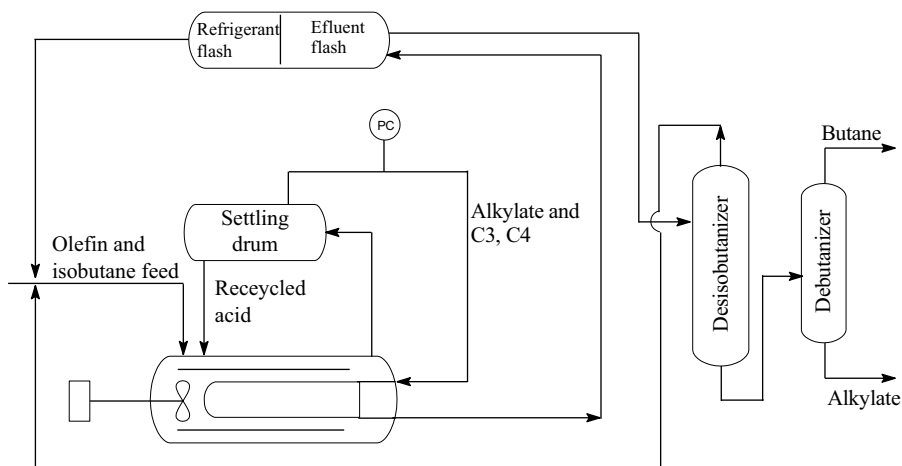 Refrigerant
flash
Efluent
flash
PC
Butane
Settling
drum
Alkylate and
C3, C4
Olefin and
isobutane feed
Receycled
acid
Desisobutanizer
Debutanizer
Alkylate